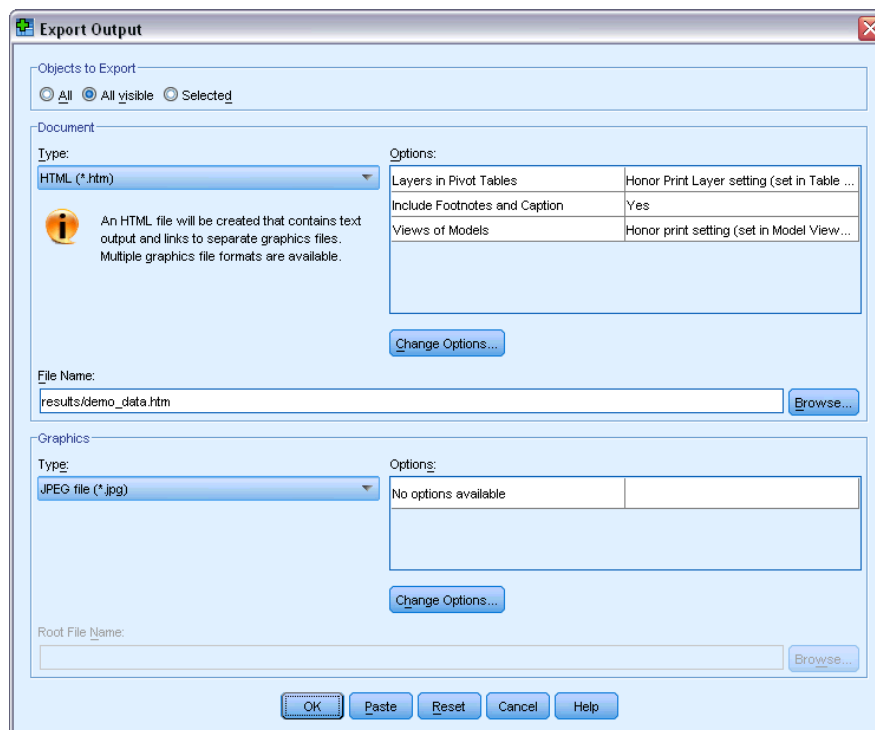 Export Output
Objects to Export
All All visible Selected
Document
Type:
HTML (*.htm)
An HTML file will be created that contains text
output and links to separate graphics files.
Multiple graphics file formats are available.
Options:
Layers in Pivot Tables Honor Print Layer setting (set in Table ...
Include Footnotes and Caption Yes
Views of Models Honor print setting (set in Model View...
Change Options...
File Name:
results/demo_data.htm
Browse...
Graphics
Type:
JPEG file (*.jpg)
Options:
No options available
Change Options...
Root File Name:
Browse...
OK Paste Reset Cancel Help